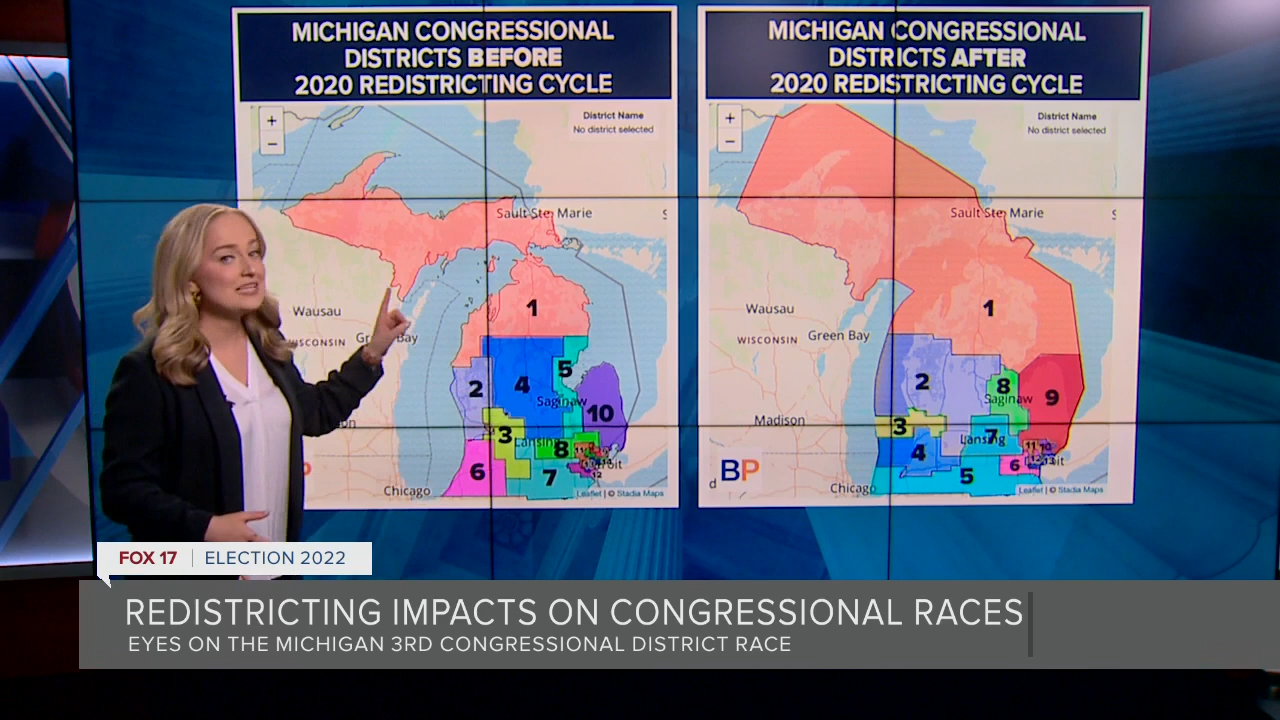 MICHIGAN CONGRESSIONAL
DISTRICTS BEFORE
2020 REDISTRICTING CYCLE
+
−
District Name
No district selected
Sault Ste. Marie
S
Wausau
WISCONSIN
Green Bay
1
2
4
5
Saginaw
10
3
Lansing
8
6
7
12
Chicago
Leaflet | © Stadia Maps
MICHIGAN CONGRESSIONAL
DISTRICTS AFTER
2020 REDISTRICTING CYCLE
+
−
District Name
No district selected
Sault Ste. Marie
Wausau
WISCONSIN
Green Bay
1
2
8
Saginaw
9
Madison
3
Lansing
7
4
11
6
5
BP
d
Chicago
Leaflet | © Stadia Maps
FOX 17 | ELECTION 2022
REDISTRICTING IMPACTS ON CONGRESSIONAL RACES
EYES ON THE MICHIGAN 3RD CONGRESSIONAL DISTRICT RACE